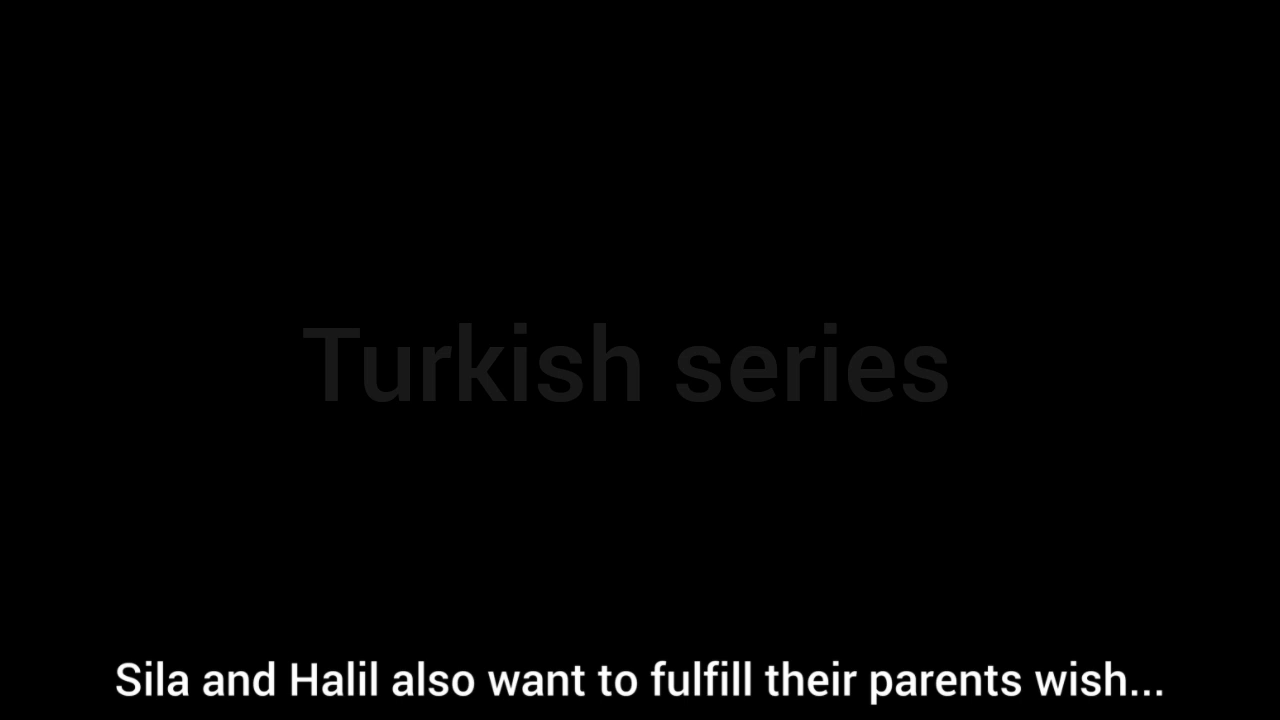 Turkish series
Sila and Halil also want to fulfill their parents wish...